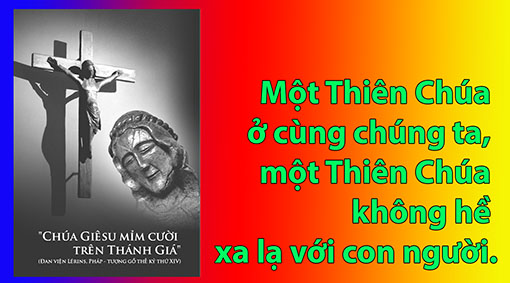 "CHÚA GIÊSU MỈM CƯỜI
TRÊN THÁNH GIÁ"
(ĐAN VIỆN LÉRINS, PHÁP - TƯỢNG GỖ THẾ KỶ THỨ XIV)
Một Thiên Chúa
ở cùng chúng ta,
một Thiên Chúa
không hề
xa lạ với con người.